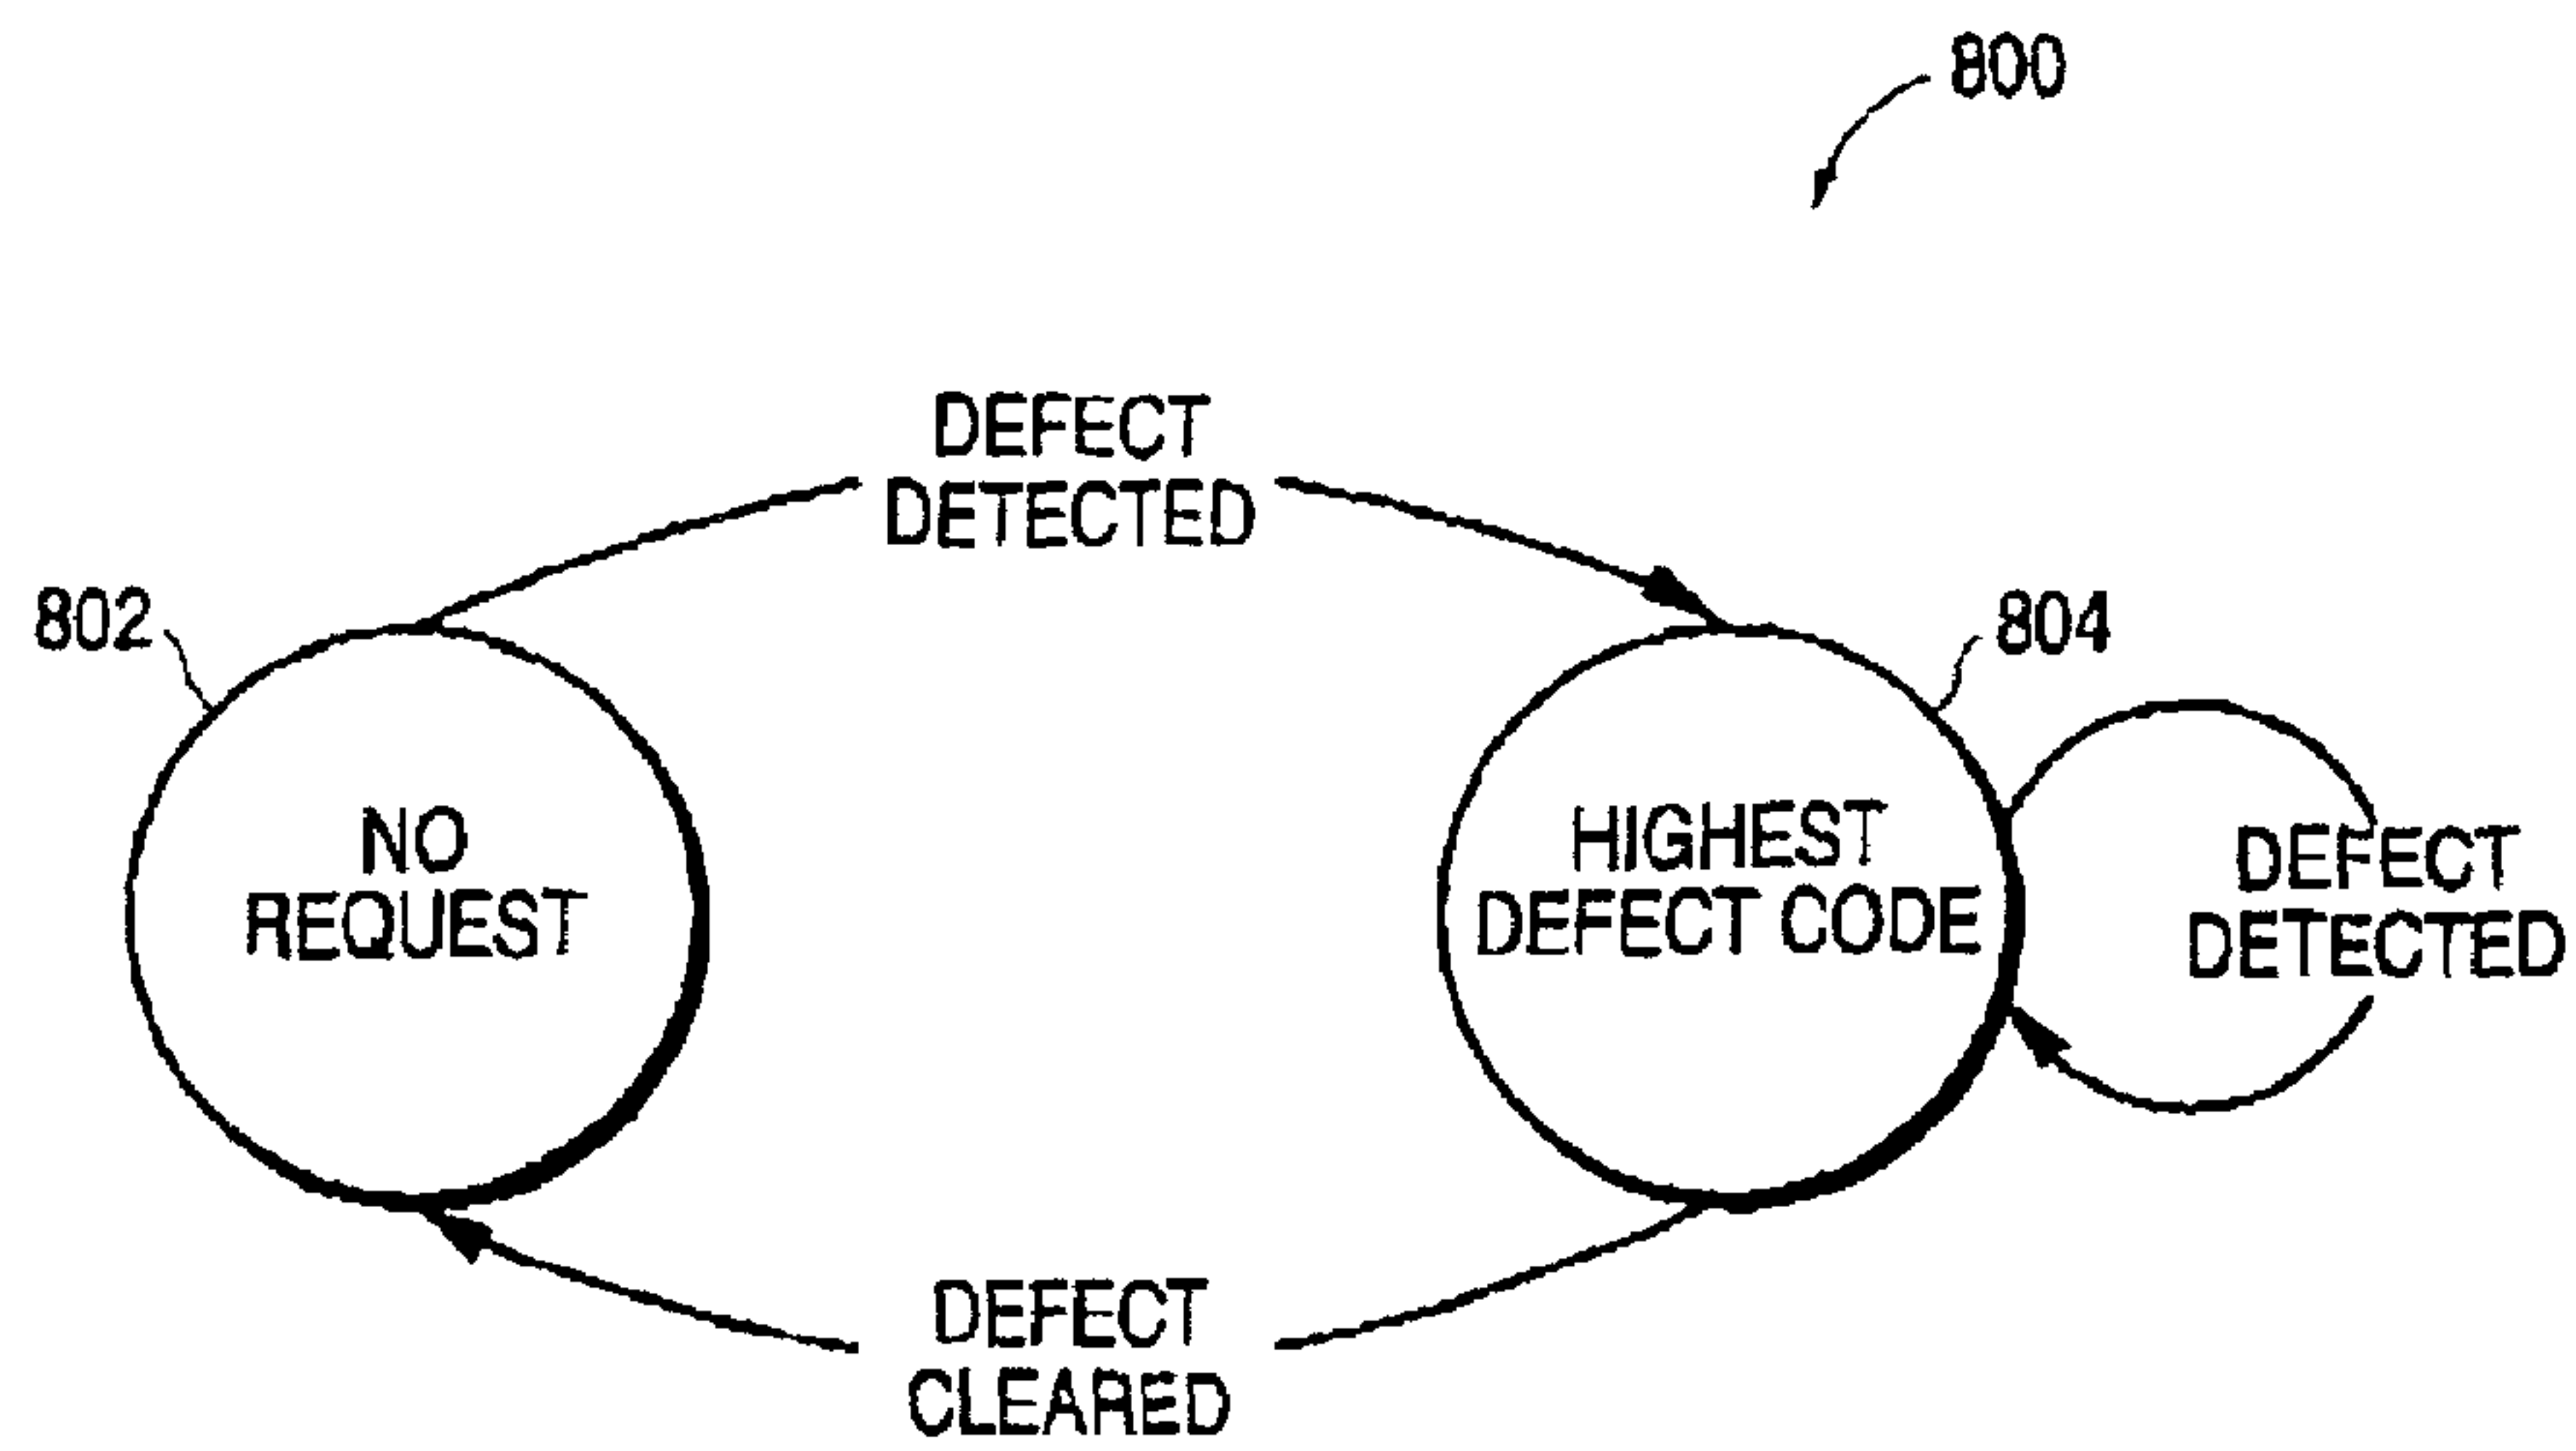 800
DEFECT
DETECTED
802
804
NO
REQUEST
HIGHEST
DEFECT CODE
DEFECT
DETECTED
DEFECT
CLEARED